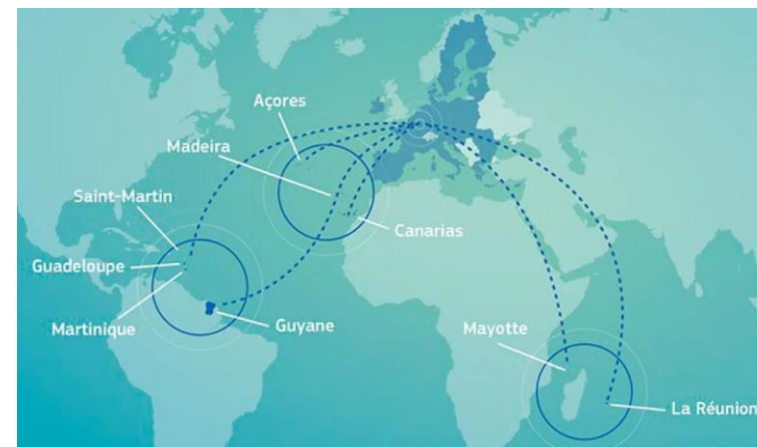 Açores
Madeira
Saint-Martin
Canarias
Guadeloupe
Martinique
Guyane
Mayotte
La Réunion